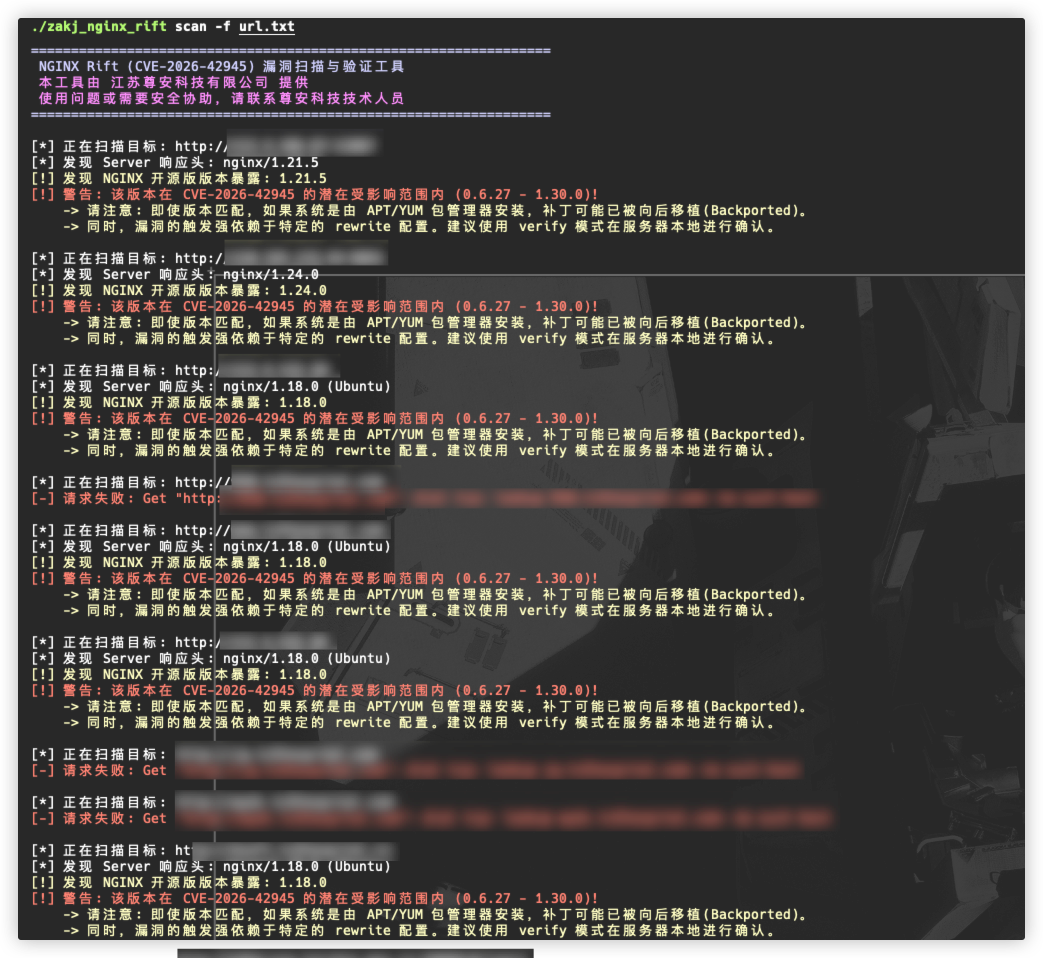 ./zakj_nginx_rift scan -f url.txt
=================================================================
NGINX Rift (CVE-2026-42945) 漏洞扫描与验证工具
本工具由 江苏尊安科技有限公司 提供
使用问题或需要安全协助, 请联系尊安科技技术人员
=================================================================
[*] 正在扫描目标: http://
[*] 发现 Server 响应头: nginx/1.21.5
[!] 发现 NGINX 开源版版本暴露: 1.21.5
[!] 警告: 该版本在 CVE-2026-42945 的潜在受影响范围内 (0.6.27 - 1.30.0)!
-> 请注意: 即使版本匹配, 如果系统是由 APT/YUM 包管理器安装, 补丁可能已被向后移植(Backported)。
-> 同时, 漏洞的触发强依赖于特定的 rewrite 配置。建议使用 verify 模式在服务器本地进行确认。
[*] 正在扫描目标: http:/
[*] 发现 Server 响应头: nginx/1.24.0
[!] 发现 NGINX 开源版版本暴露: 1.24.0
[!] 警告: 该版本在 CVE-2026-42945 的潜在受影响范围内 (0.6.27 - 1.30.0)!
-> 请注意: 即使版本匹配, 如果系统是由 APT/YUM 包管理器安装, 补丁可能已被向后移植(Backported)。
-> 同时, 漏洞的触发强依赖于特定的 rewrite 配置。建议使用 verify 模式在服务器本地进行确认。
[*] 正在扫描目标: http:/
[*] 发现 Server 响应头: nginx/1.18.0 (Ubuntu)
[!] 发现 NGINX 开源版版本暴露: 1.18.0
[!] 警告: 该版本在 CVE-2026-42945 的潜在受影响范围内 (0.6.27 - 1.30.0)!
-> 请注意: 即使版本匹配, 如果系统是由 APT/YUM 包管理器安装, 补丁可能已被向后移植(Backported)。
-> 同时, 漏洞的触发强依赖于特定的 rewrite 配置。建议使用 verify 模式在服务器本地进行确认。
[*] 正在扫描目标: http://
[-] 请求失败: Get "http:
[*] 正在扫描目标: http://
[*] 发现 Server 响应头: nginx/1.18.0 (Ubuntu)
[!] 发现 NGINX 开源版版本暴露: 1.18.0
[!] 警告: 该版本在 CVE-2026-42945 的潜在受影响范围内 (0.6.27 - 1.30.0)!
-> 请注意: 即使版本匹配, 如果系统是由 APT/YUM 包管理器安装, 补丁可能已被向后移植(Backported)。
-> 同时, 漏洞的触发强依赖于特定的 rewrite 配置。建议使用 verify 模式在服务器本地进行确认。
[*] 正在扫描目标: http:/
[*] 发现 Server 响应头: nginx/1.18.0 (Ubuntu)
[!] 发现 NGINX 开源版版本暴露: 1.18.0
[!] 警告: 该版本在 CVE-2026-42945 的潜在受影响范围内 (0.6.27 - 1.30.0)!
-> 请注意: 即使版本匹配, 如果系统是由 APT/YUM 包管理器安装, 补丁可能已被向后移植(Backported)。
-> 同时, 漏洞的触发强依赖于特定的 rewrite 配置。建议使用 verify 模式在服务器本地进行确认。
[*] 正在扫描目标:
[-] 请求失败: Get
[*] 正在扫描目标:
[-] 请求失败: Get
[*] 正在扫描目标: ht
[*] 发现 Server 响应头: nginx/1.18.0 (Ubuntu)
[!] 发现 NGINX 开源版版本暴露: 1.18.0
[!] 警告: 该版本在 CVE-2026-42945 的潜在受影响范围内 (0.6.27 - 1.30.0)!
-> 请注意: 即使版本匹配, 如果系统是由 APT/YUM 包管理器安装, 补丁可能已被向后移植(Backported)。
-> 同时, 漏洞的触发强依赖于特定的 rewrite 配置。建议使用 verify 模式在服务器本地进行确认。